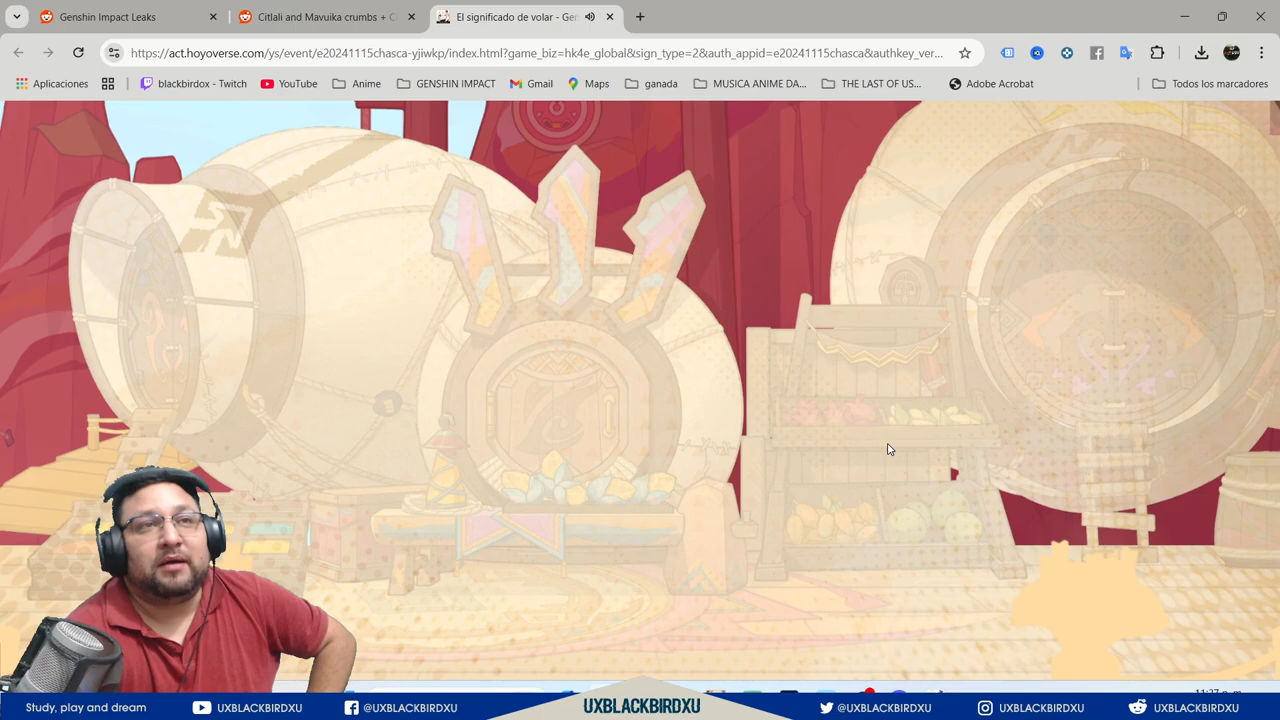 Genshin Impact Leaks
Citlali and Mavuika crumbs + C
El significado de volar - Gen
https://act.hoyoverse.com/ys/event/e20241115chasca-yjiwkp/index.html?game_biz=hk4e_global&sign_type=2&auth_appid=e20241115chasca&authkey_ver...
Aplicaciones
blackbirdox - Twitch
YouTube
Anime
GENSHIN IMPACT
Gmail
Maps
ganada
MUSICA ANIME DA...
THE LAST OF US...
Adobe Acrobat
Todos los marcadores
Study, play and dream
UXBLACKBIRDXU
@UXBLACKBIRDXU
UXBLACKBIRDXU
@UXBLACKBIRDXU
UXBLACKBIRDXU
UXBLACKBIRDXU